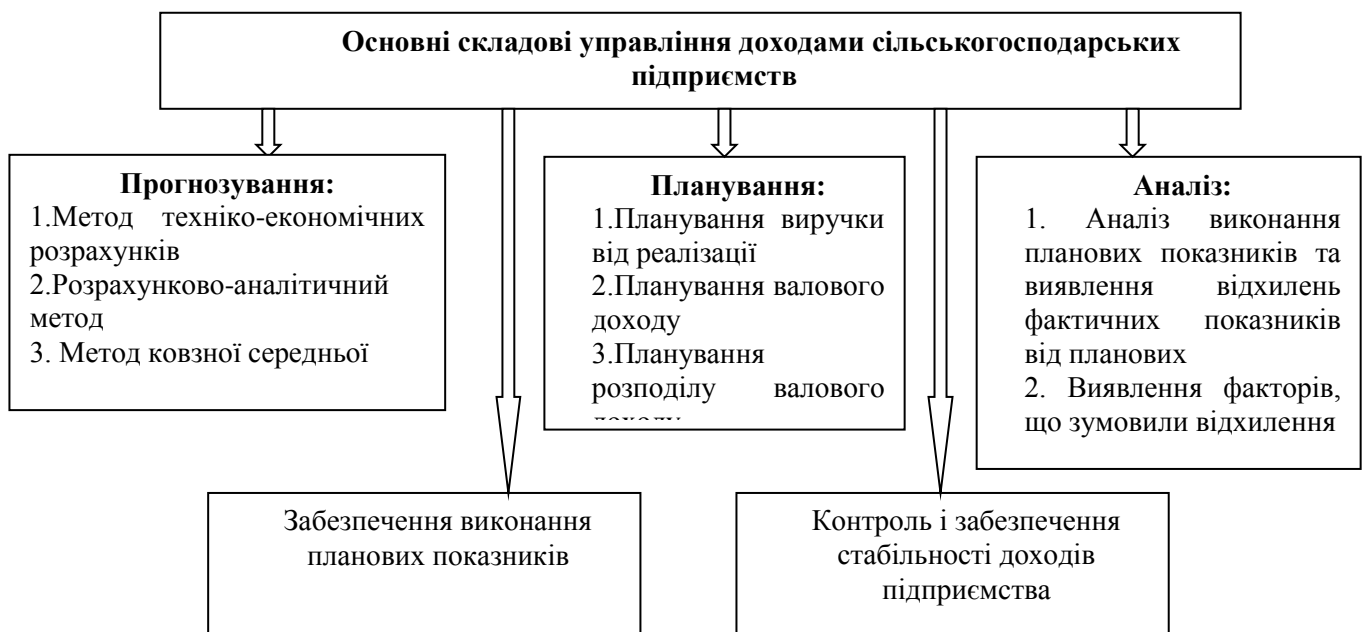 Основні складові управління доходами сільськогосподарських
підприємств
Прогнозування:
1.Метод техніко-економічних
розрахунків
2.Розрахунково-аналітичний
метод
3. Метод ковзної середньої
Планування:
1.Планування виручки
від реалізації
2.Планування валового
доходу
3.Планування
розподілу валового
Аналіз:
1. Аналіз виконання
планових показників та
виявлення відхилень
фактичних показників
від планових
2. Виявлення факторів,
що зумовили відхилення
Забезпечення виконання
планових показників
Контроль і забезпечення
стабільності доходів
підприємства